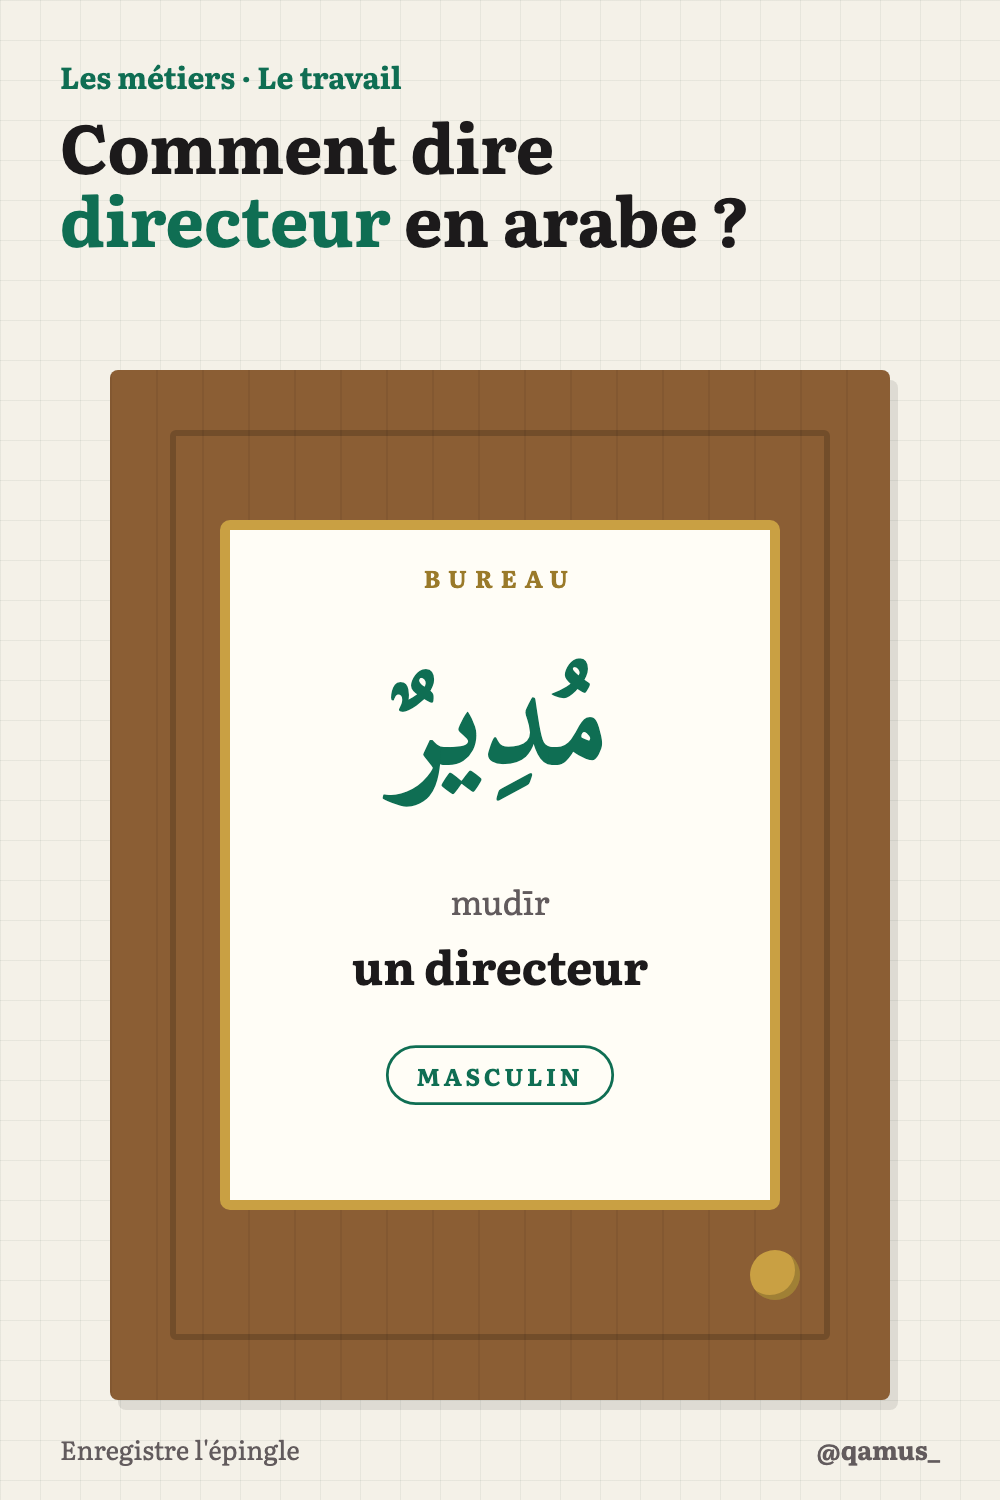 Les métiers · Le travail
Comment dire
directeur en arabe ?
BUREAU
مُدِيرٌ
mudīr
un directeur
MASCULIN
Enregistre l'épingle
@qamus_